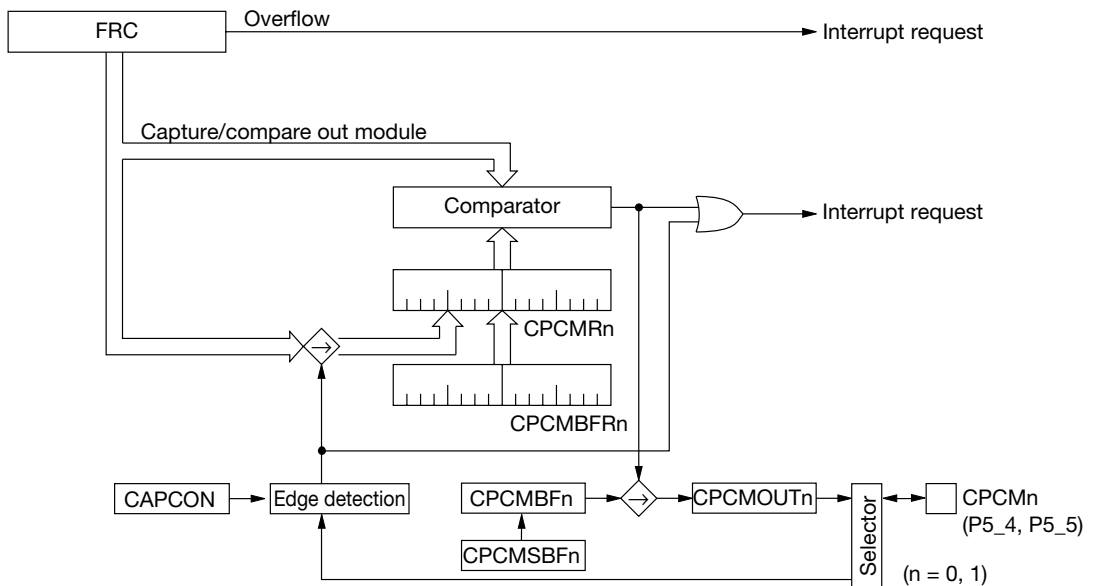 FRC
Overflow
Interrupt request
Capture/compare out module
Comparator
Interrupt request
CPCMRn
→
CPCMBFRn
CAPCON
Edge detection
CPCMBFn
→
CPCMOUTn
Selector
CPCMn
(P5_4, P5_5)
CPCMSBFn
(n = 0, 1)